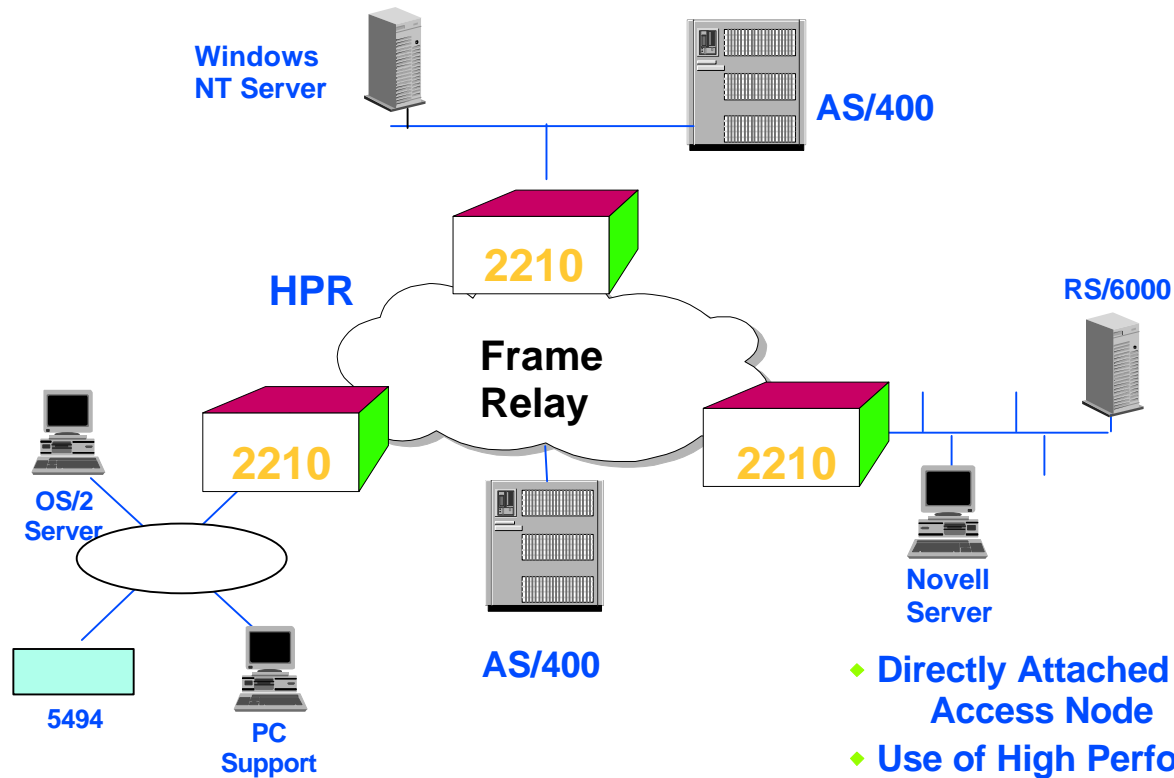 Windows
NT Server
AS/400
2210
HPR
RS/6000
Frame
Relay
2210
2210
OS/2
Server
Novell
Server
AS/400
5494
PC
Support
Directly Attached
Access Node
Use of High Perfo